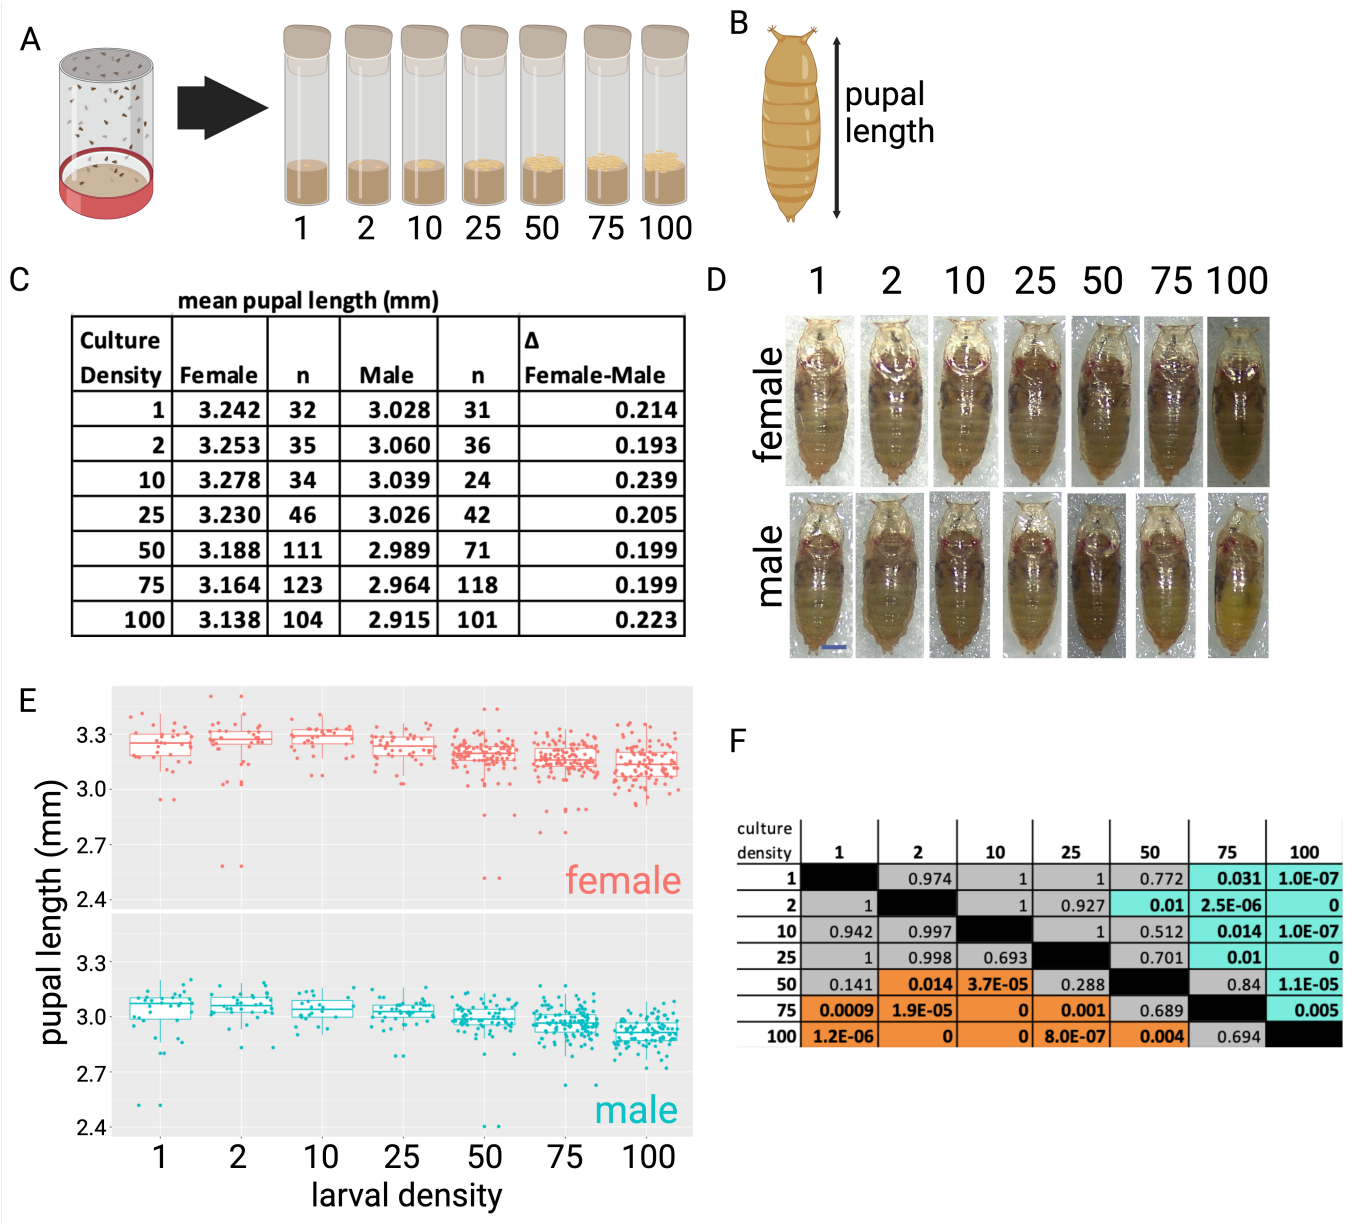 A
1 2 10 25 50 75 100
B
pupal
length
C
mean pupal length (mm)
Culture Δ
Density Female n Male n Female-Male
1 3.242 32 3.028 31 0.214
2 3.253 35 3.060 36 0.193
10 3.278 34 3.039 24 0.239
25 3.230 46 3.026 42 0.205
50 3.188 111 2.989 71 0.199
75 3.164 123 2.964 118 0.199
100 3.138 104 2.915 101 0.223
D
1 2 10 25 50 75 100
female
male
E
pupal length (mm)
3.3
3.0
2.7
2.4
female
3.3
3.0
2.7
2.4
male
1 2 10 25 50 75 100
larval density
F
culture
density 1 2 10 25 50 75 100
1 0.974 1 1 0.772 0.031 1.0E-07
2 1 1 0.927 0.01 2.5E-06 0
10 0.942 0.997 1 0.512 0.014 1.0E-07
25 1 0.998 0.693 0.701 0.01 0
50 0.141 0.014 3.7E-05 0.288 0.84 1.1E-05
75 0.0009 1.9E-05 0 0.001 0.689 0.005
100 1.2E-06 0 0 8.0E-07 0.004 0.694